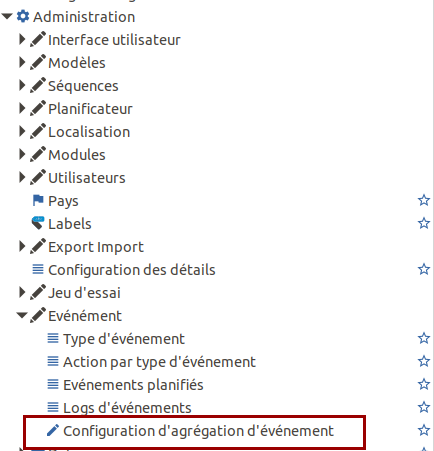 Administration
Interface utilisateur
Modèles
Séquences
Planificateur
Localisation
Modules
Utilisateurs
Pays
Labels
Export Import
Configuration des détails
Jeu d'essai
Evénément
Type d'événement
Action par type d'événement
Evénements planifiés
Logs d'événements
Configuration d'agrégation d'événement